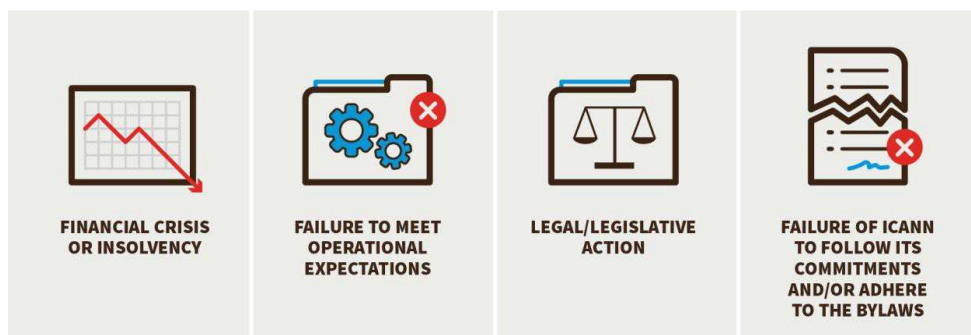 FINANCIAL CRISIS
OR INSOLVENCY
FAILURE TO MEET
OPERATIONAL
EXPECTATIONS
LEGAL/LEGISLATIVE
ACTION
FAILURE OF ICANN
TO FOLLOW ITS
COMMITMENTS
AND/OR ADHERE
TO THE BYLAWS